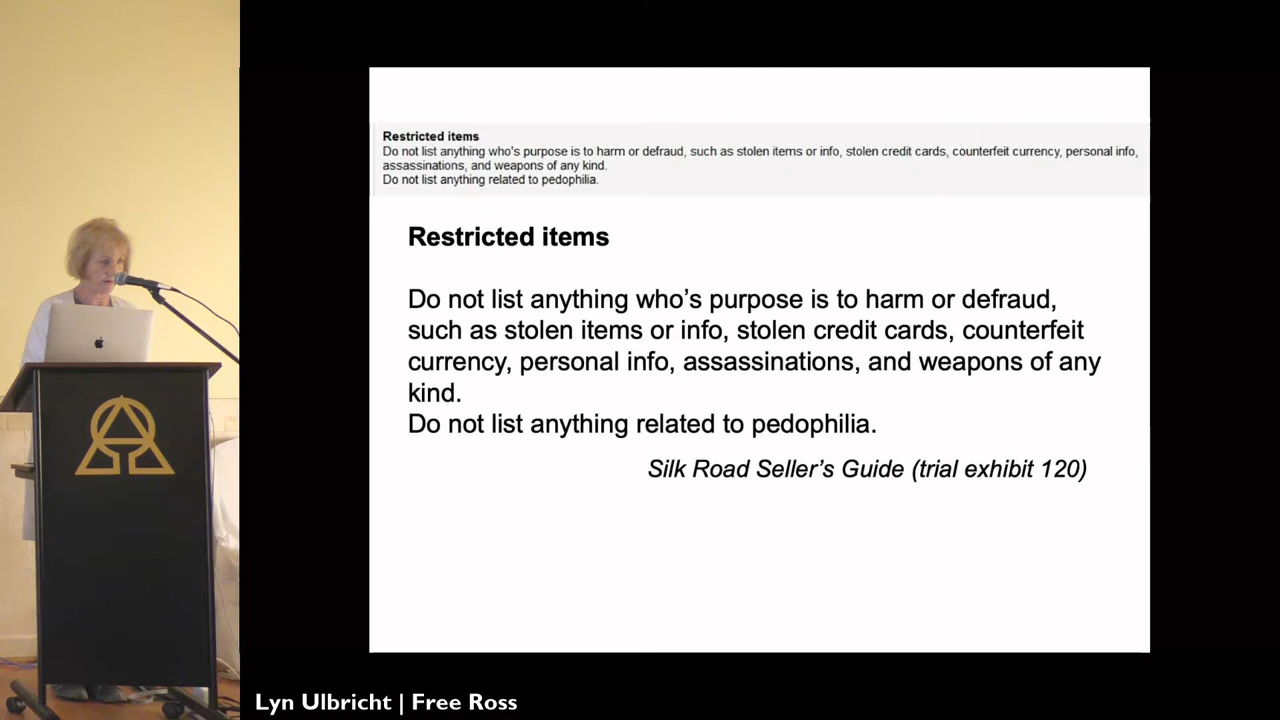 Restricted items
Do not list anything who's purpose is to harm or defraud, such as stolen items or info, stolen credit cards, counterfeit currency, personal info,
assassinations, and weapons of any kind.
Do not list anything related to pedophilia.
Restricted items
Do not list anything who’s purpose is to harm or defraud,
such as stolen items or info, stolen credit cards, counterfeit
currency, personal info, assassinations, and weapons of any
kind.
Do not list anything related to pedophilia.
Silk Road Seller’s Guide (trial exhibit 120)
Lyn Ulbricht | Free Ross